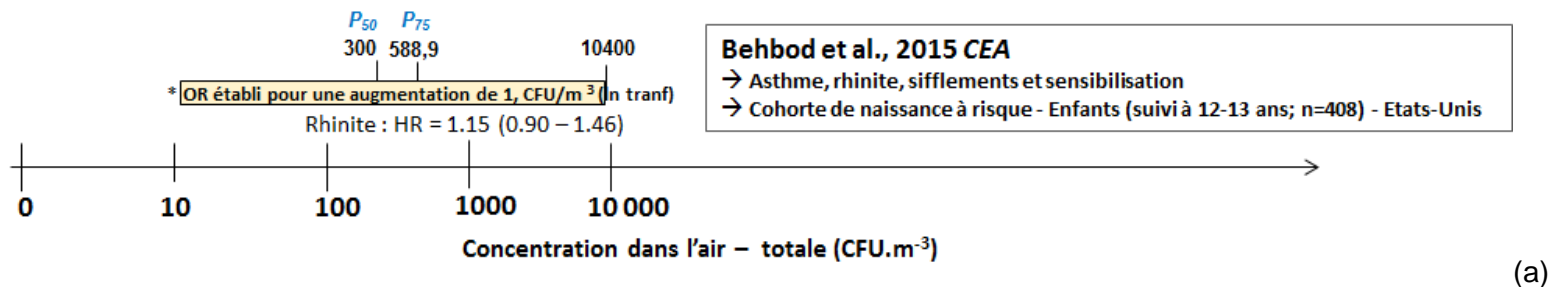 P50 P75
300 588,9 10400
* OR établi pour une augmentation de 1, CFU/m ³ (ln tranf)
Rhinite : HR = 1.15 (0.90 – 1.46)
Behbod et al., 2015 CEA
→ Asthme, rhinite, sifflements et sensibilisation
→ Cohorte de naissance à risque - Enfants (suivi à 12-13 ans; n=408) - Etats-Unis
0 10 100 1000 10 000
Concentration dans l'air – totale (CFU.m-3)
(a)